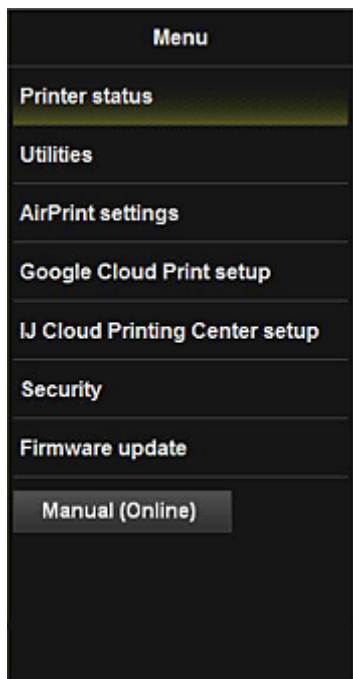 Menu
Printer status
Utilities
AirPrint settings
Google Cloud Print setup
IJ Cloud Printing Center setup
Security
Firmware update
Manual (Online)